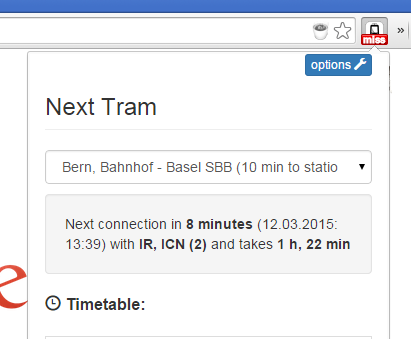 »
miss
options
Next Tram
Bern, Bahnhof - Basel SBB (10 min to statio
Next connection in 8 minutes (12.03.2015:
13:39) with IR, ICN (2) and takes 1 h, 22 min
Timetable:
e